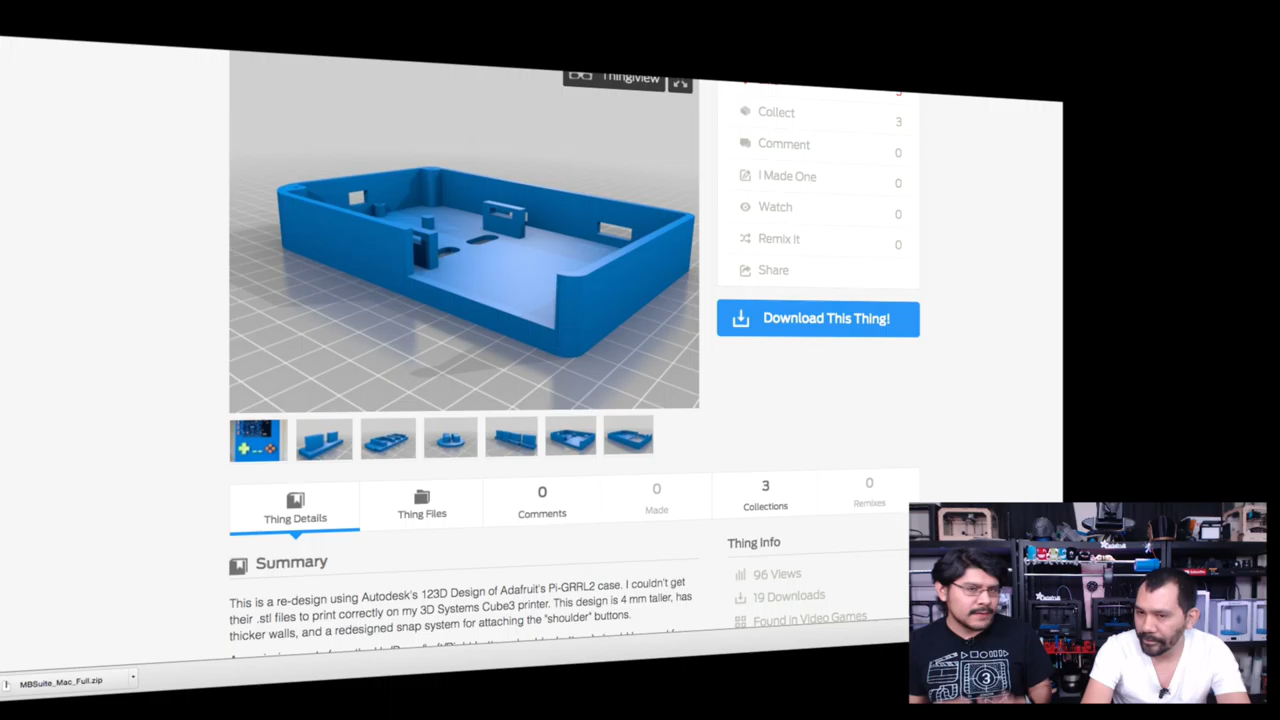 Thingiview
Collect 3
Comment 0
I Made One 0
Watch 0
Remix It 0
Share
Download This Thing!
Thing Details
Thing Files
0 Comments
0 Made
3 Collections
0 Remixes
Summary
This is a re-design using Autodesk's 123D Design of Adafruit's Pi-GRRL2 case. I couldn't get
their .stl files to print correctly on my 3D Systems Cube3 printer. This design is 4 mm taller, has
thicker walls, and a redesigned snap system for attaching the "shoulder" buttons.
Thing Info
96 Views
19 Downloads
Found in Video Games
MBSuite_Mac_Full.zip
3